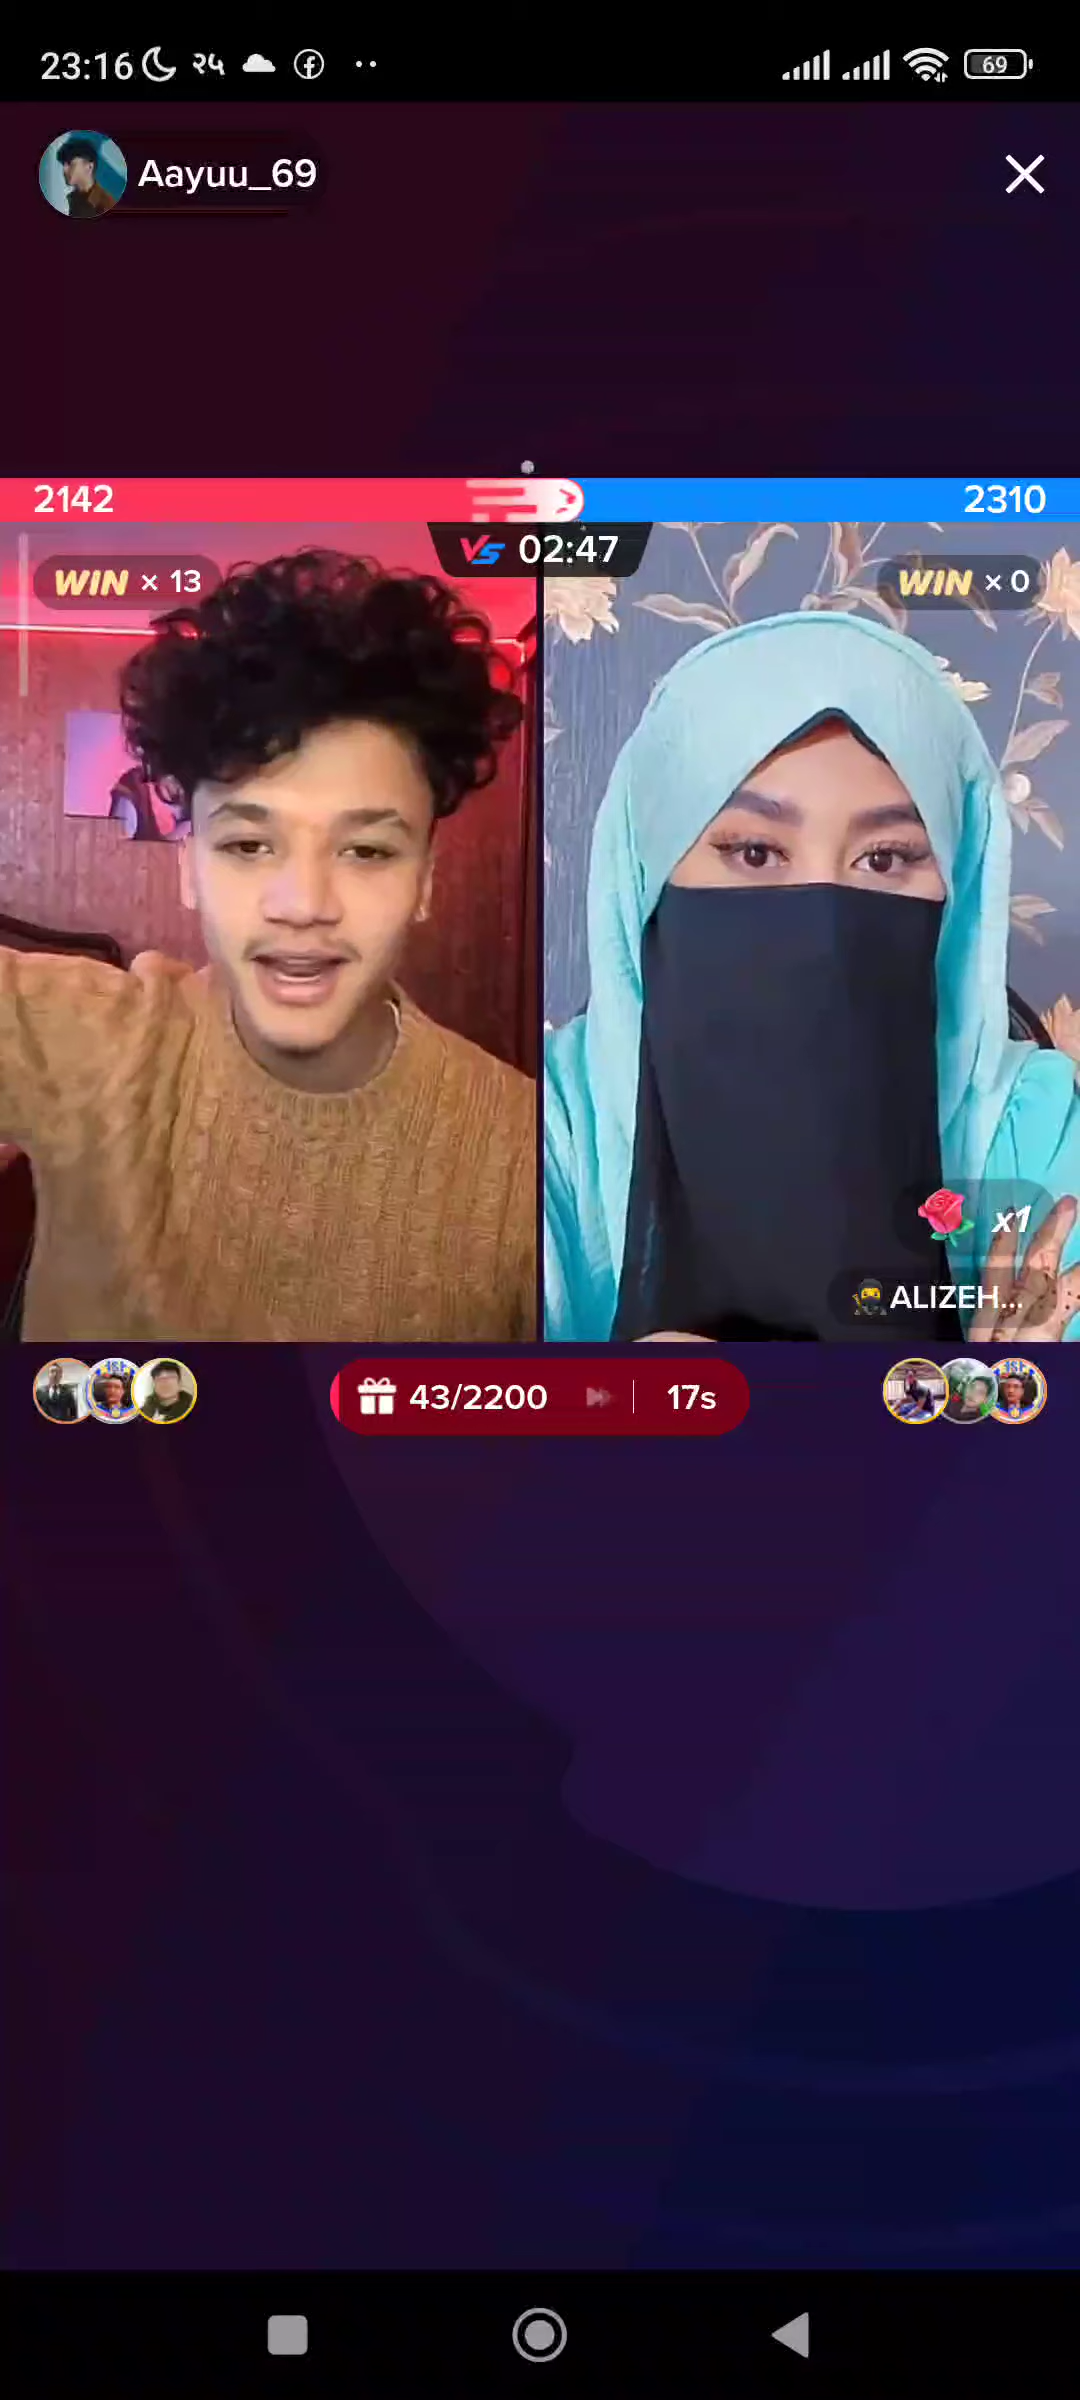 23:16 २५
69
Aayuu_69
2142
2310
VS 02:47
WIN × 13
WIN × 0
x1
ALIZEH...
43/2200 17s